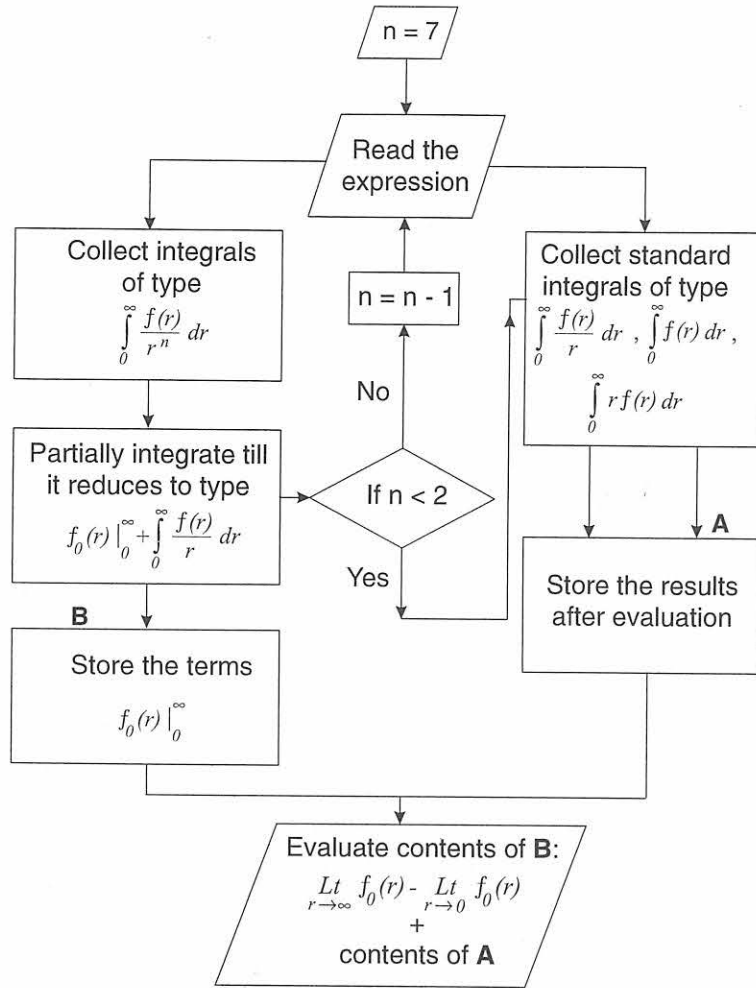 n = 7
Read the
expression
Collect integrals
of type
∫₀^∞ f(r)/rⁿ dr
n = n - 1
Collect standard
integrals of type
∫₀^∞ f(r)/r dr , ∫₀^∞ f(r) dr ,
∫₀^∞ r f(r) dr
No
Partially integrate till
it reduces to type
f₀(r) |₀^∞ + ∫₀^∞ f(r)/r dr
If n < 2
Yes
A
Store the results
after evaluation
B
Store the terms
f₀(r) |₀^∞
Evaluate contents of B:
Lt r→∞ f₀(r) - Lt r→0 f₀(r)
+
contents of A